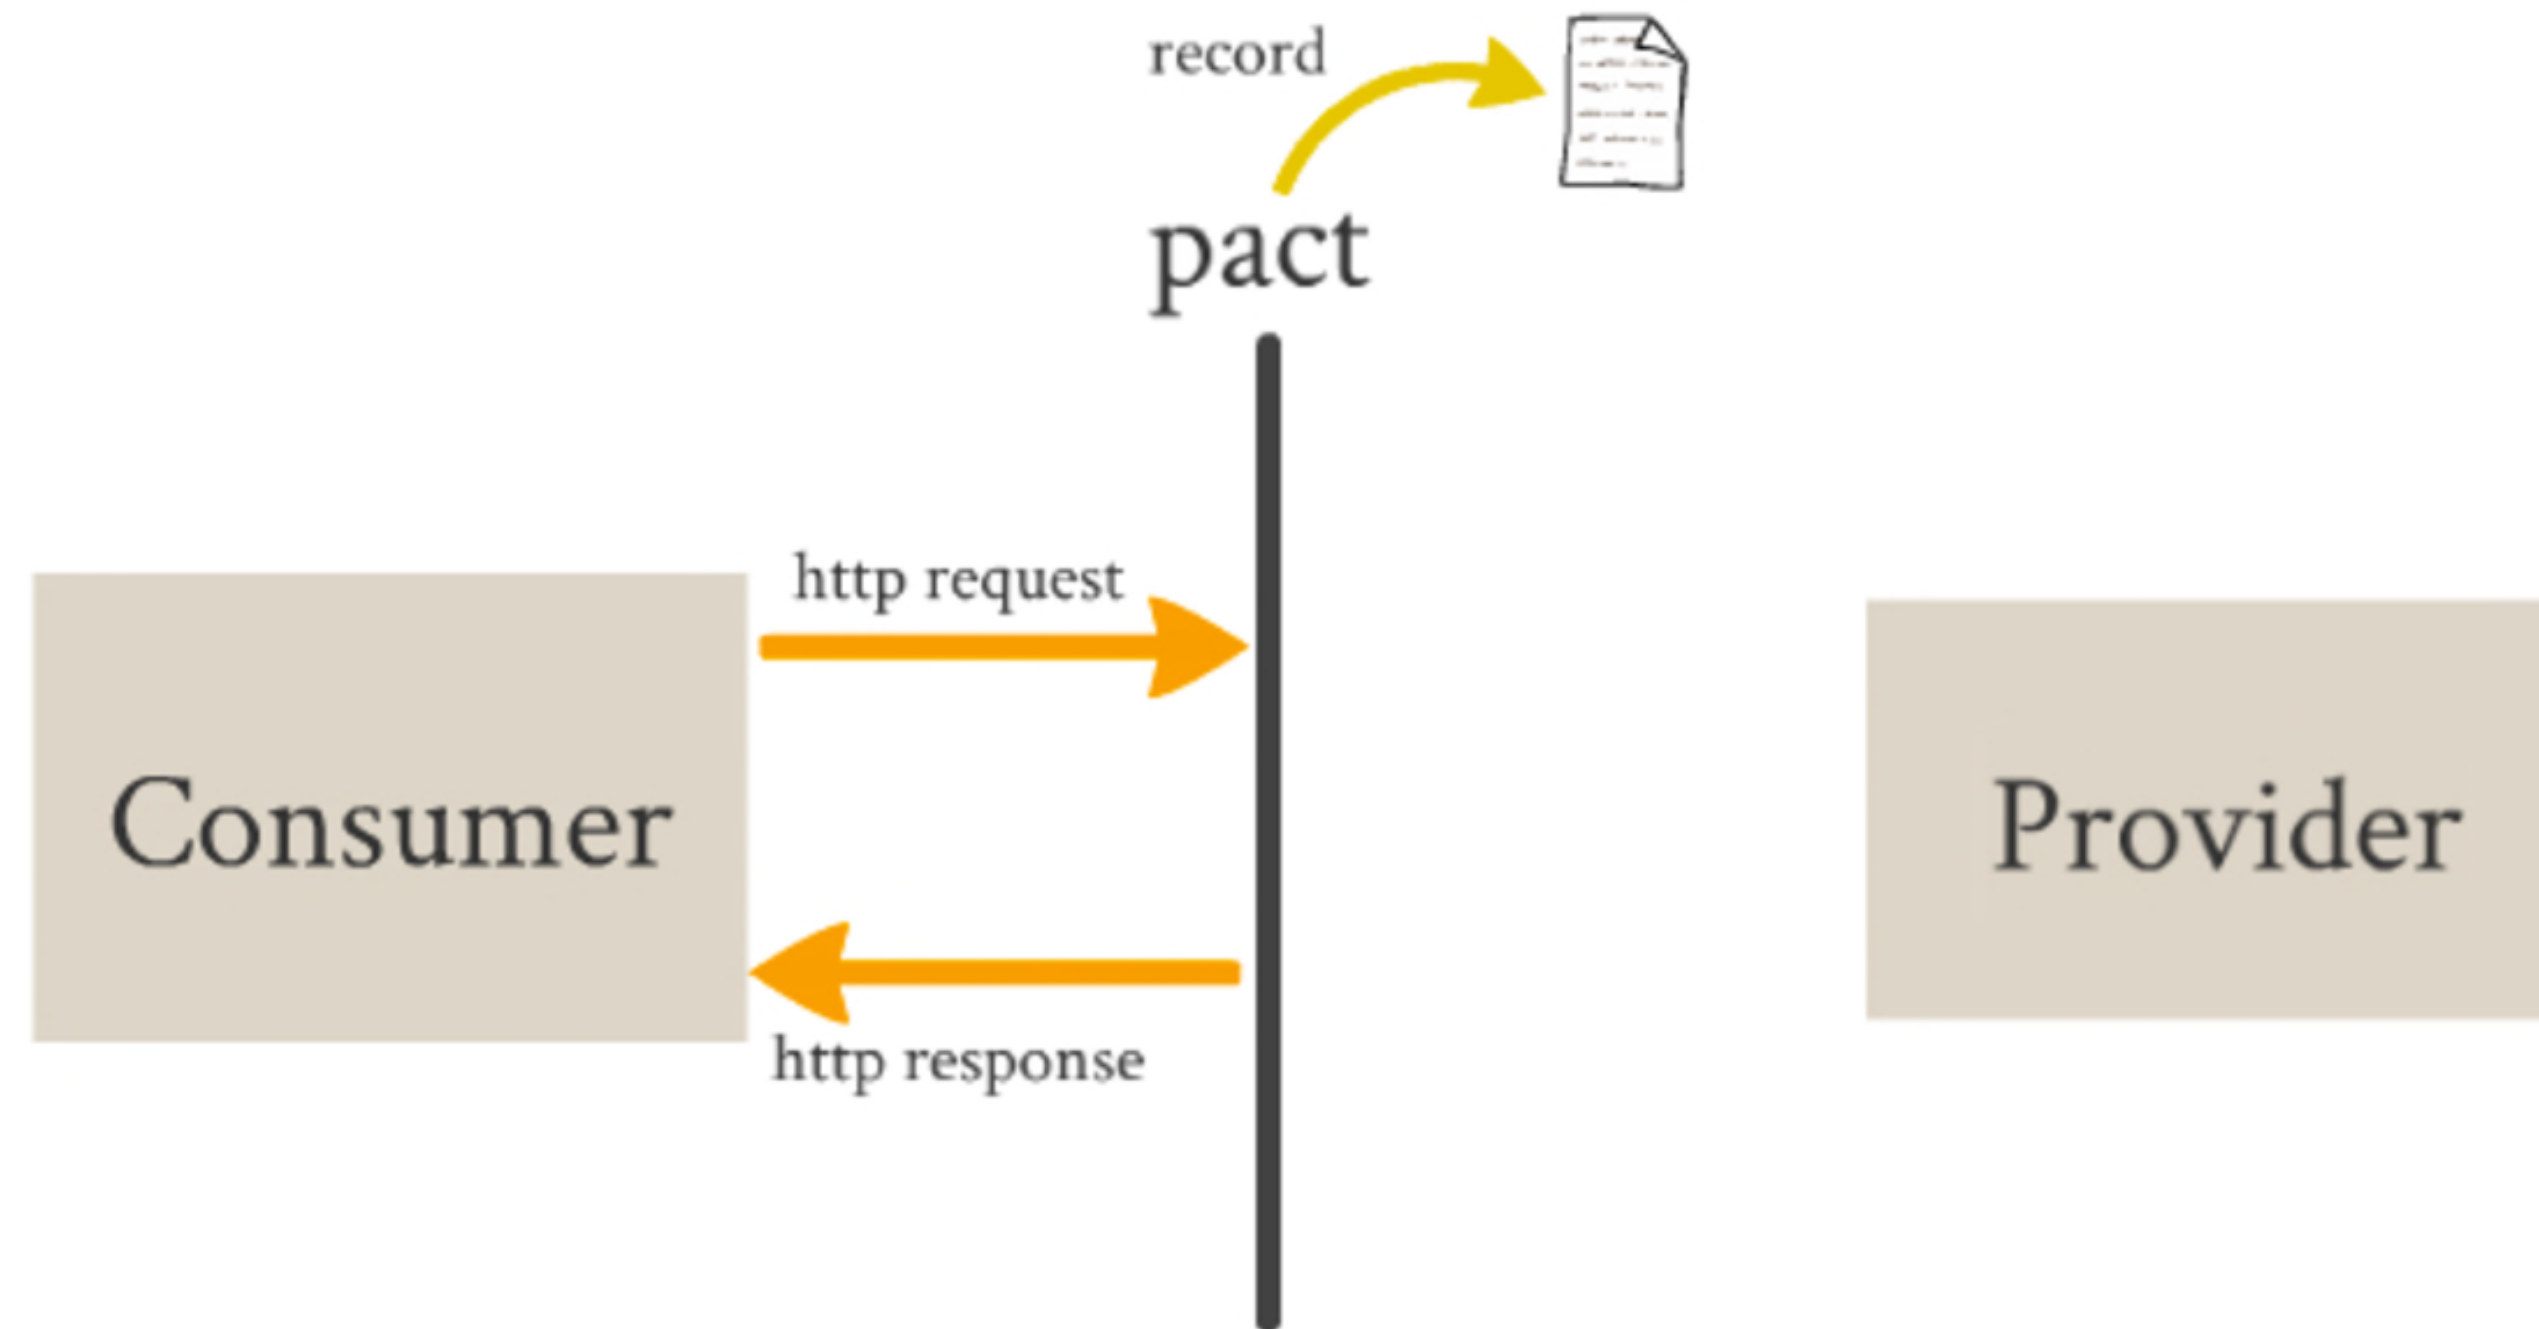 record
pact
http request
Consumer
Provider
http response